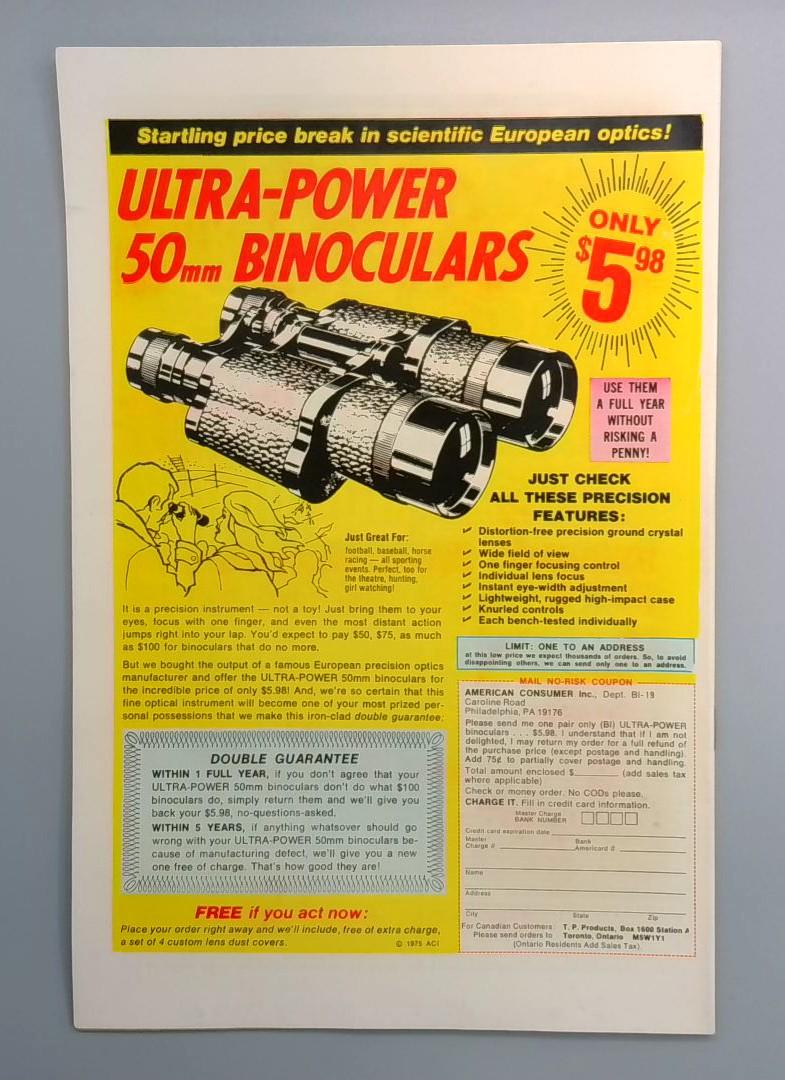 Startling price break in scientific European optics!
ULTRA-POWER
50mm BINOCULARS
ONLY
$5.98
USE THEM
A FULL YEAR
WITHOUT
RISKING A
PENNY!
JUST CHECK
ALL THESE PRECISION
FEATURES:
Distortion-free precision ground crystal
lenses
Wide field of view
One finger focusing control
Individual lens focus
Instant eye-width adjustment
Lightweight, rugged high-impact case
Knurled controls
Each bench-tested individually
Just Great For:
football, baseball, horse
racing — all sporting
events. Perfect, too for
the theatre, hunting,
girl watching!
It is a precision instrument — not a toy! Just bring them to your
eyes, focus with one finger, and even the most distant action
jumps right into your lap. You'd expect to pay $50, $75, as much
as $100 for binoculars that do no more.
But we bought the output of a famous European precision optics
manufacturer and offer the ULTRA-POWER 50mm binoculars for
the incredible price of only $5.98! And, we're so certain that this
fine optical instrument will become one of your most prized per-
sonal possessions that we make this iron-clad double guarantee:
DOUBLE GUARANTEE
WITHIN 1 FULL YEAR, if you don't agree that your
ULTRA-POWER 50mm binoculars don't do what $100
binoculars do, simply return them and we'll give you
back your $5.98, no-questions-asked.
WITHIN 5 YEARS, if anything whatsover should go
wrong with your ULTRA-POWER 50mm binoculars be-
cause of manufacturing defect, we'll give you a new
one free of charge. That's how good they are!
FREE if you act now:
Place your order right away and we'll include, free of extra charge,
a set of 4 custom lens dust covers.
© 1975 ACI
LIMIT: ONE TO AN ADDRESS
at this low price we expect thousands of orders. So, to avoid
disappointing others, we can send only one to an address.
MAIL NO-RISK COUPON
AMERICAN CONSUMER Inc., Dept. BI-19
Caroline Road
Philadelphia, PA 19176
Please send me one pair only (BI) ULTRA-POWER
binoculars . . . $5.98. I understand that if I am not
delighted, I may return my order for a full refund of
the purchase price (except postage and handling).
Add 75¢ to partially cover postage and handling.
Total amount enclosed $________ (add sales tax
where applicable)
Check or money order. No CODs please.
CHARGE IT. Fill in credit card information.
Master Charge
BANK NUMBER
Credit card expiration date
Master Charge #
Bank Americard #
Name
Address
City State Zip
For Canadian Customers: T. P. Products, Box 1600 Station A
Please send orders to Toronto, Ontario M5W1Y1
(Ontario Residents Add Sales Tax)